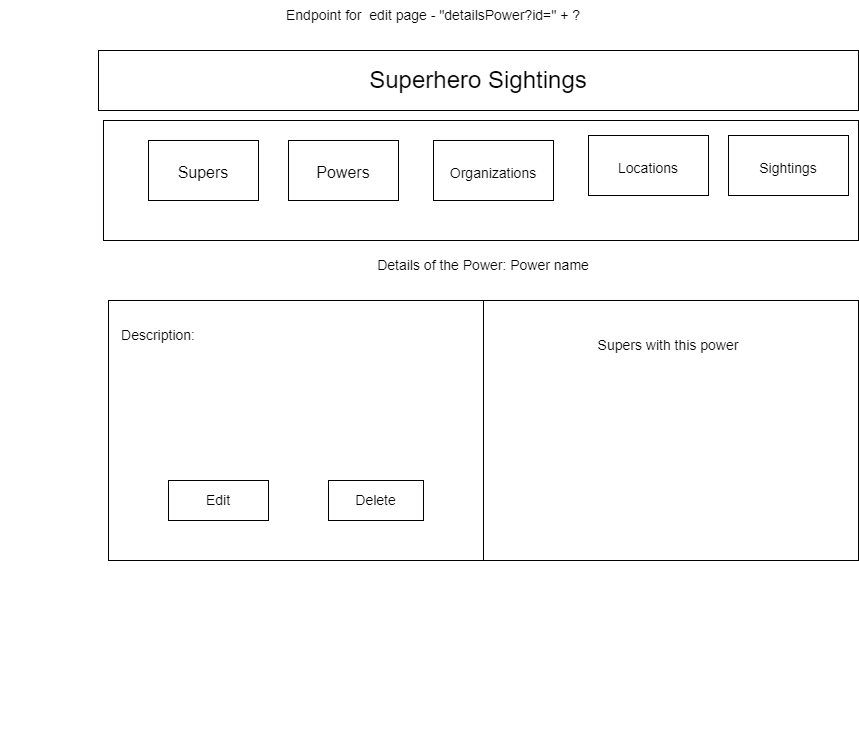 Endpoint for  edit page - "detailsPower?id=" + ?
Superhero Sightings
Supers
Powers
Organizations
Locations
Sightings
Details of the Power: Power name
Description:
Supers with this power
Edit
Delete